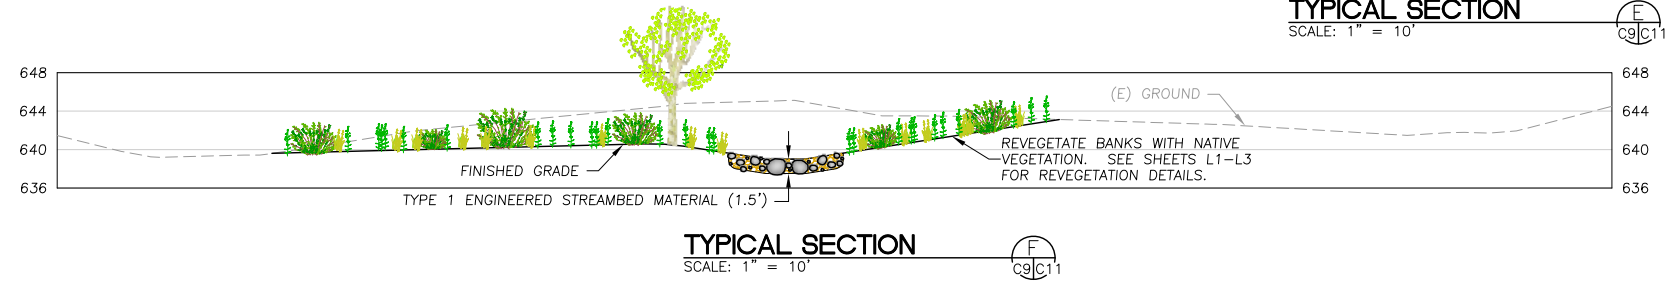 TYPICAL SECTION
SCALE: 1" = 10'
E
C9 C11
648 648
(E) GROUND
644 644
REVEGETATE BANKS WITH NATIVE
VEGETATION. SEE SHEETS L1-L3
FOR REVEGETATION DETAILS.
640 640
FINISHED GRADE
636 636
TYPE 1 ENGINEERED STREAMBED MATERIAL (1.5')
TYPICAL SECTION
SCALE: 1" = 10'
F
C9 C11